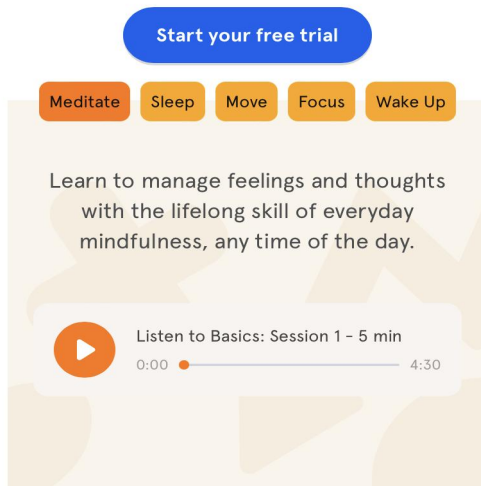 Start your free trial
Meditate Sleep Move Focus Wake Up
Learn to manage feelings and thoughts
with the lifelong skill of everyday
mindfulness, any time of the day.
Listen to Basics: Session 1 - 5 min
0:00 4:30